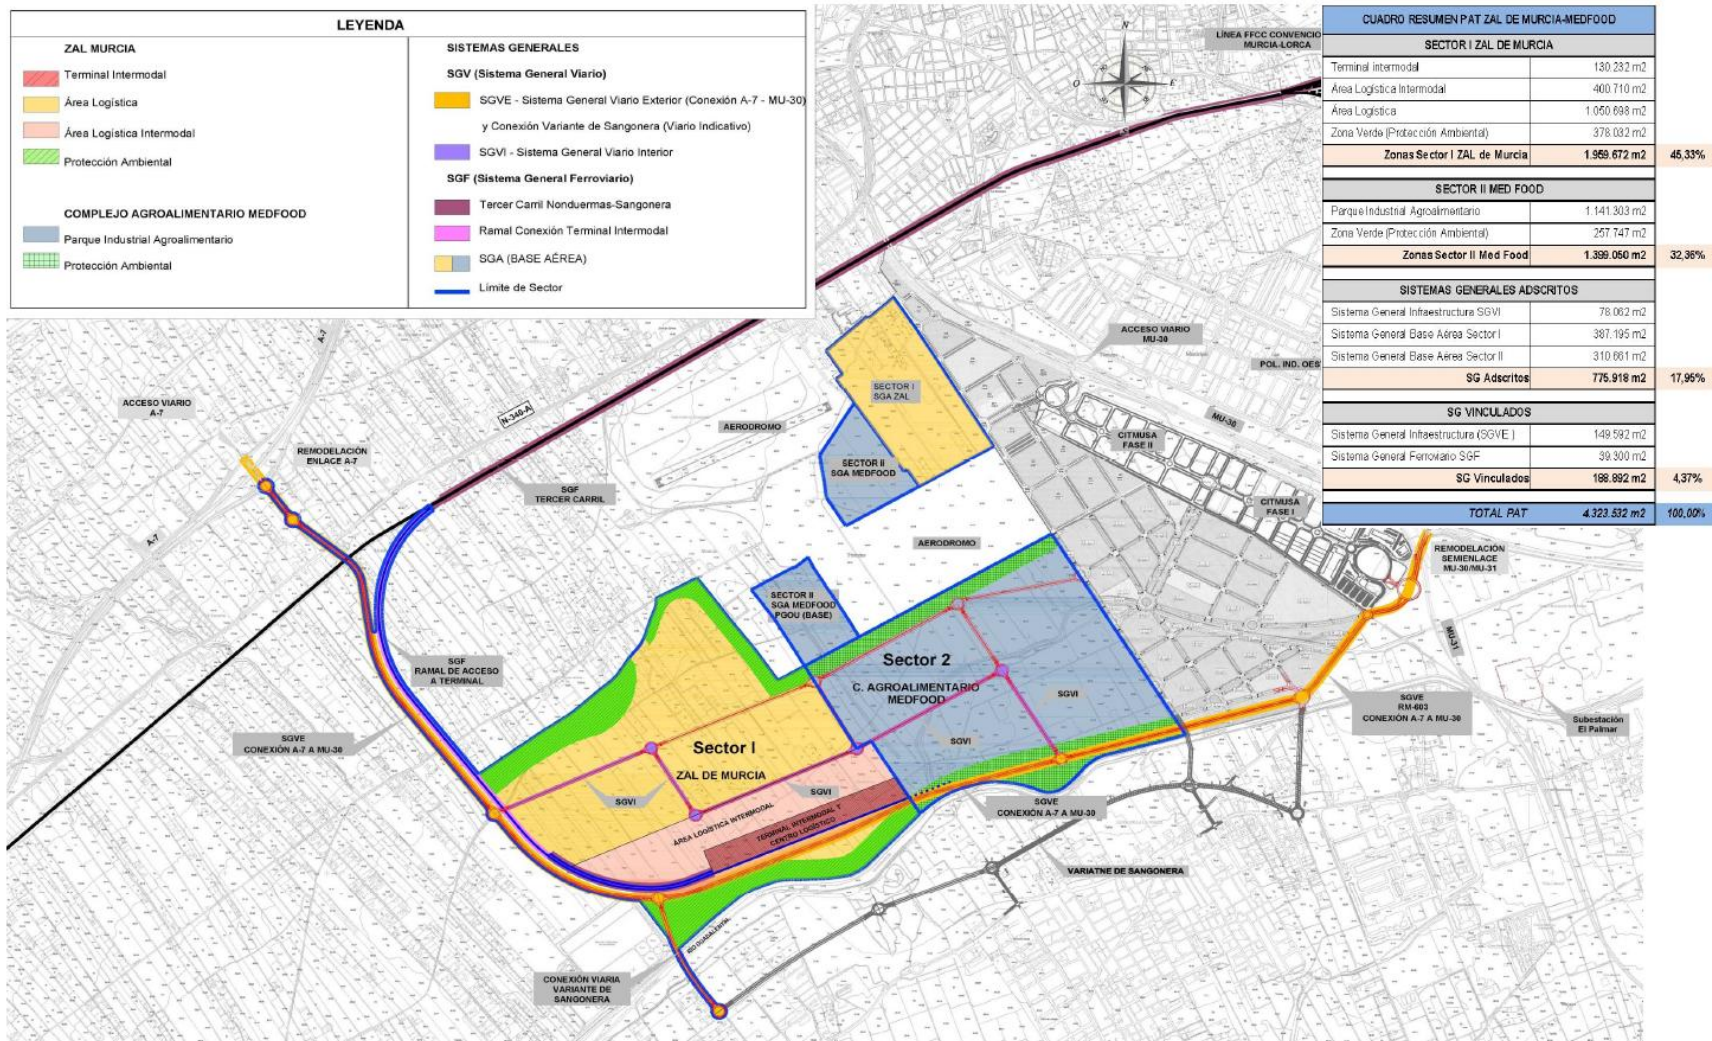 LEYENDA
ZAL MURCIA
Terminal Intermodal
Área Logística
Área Logística Intermodal
Protección Ambiental
COMPLEJO AGROALIMENTARIO MEDFOOD
Parque Industrial Agroalimentario
Protección Ambiental
SISTEMAS GENERALES
SGV (Sistema General Viario)
SGVE - Sistema General Viario Exterior (Conexión A-7 - MU-30)
y Conexión Variante de Sangonera (Viario Indicativo)
SGVI - Sistema General Viario Interior
SGF (Sistema General Ferroviario)
Tercer Carril Nonduermas-Sangonera
Ramal Conexión Terminal Intermodal
SGA (BASE AÉREA)
Límite de Sector
CUADRO RESUMEN PAT ZAL DE MURCIA-MEDFOOD
SECTOR I ZAL DE MURCIA
Terminal intermodal 130.232 m2
Área Logística Intermodal 400.710 m2
Área Logística 1.050.698 m2
Zona Verde (Protección Ambiental) 378.032 m2
Zonas Sector I ZAL de Murcia 1.959.672 m2 45,33%
SECTOR II MED FOOD
Parque Industrial Agroalimentario 1.141.303 m2
Zona Verde (Protección Ambiental) 257.747 m2
Zonas Sector II Med Food 1.399.050 m2 32,36%
SISTEMAS GENERALES ADSCRITOS
Sistema General Infraestructura SGVI 78.062 m2
Sistema General Base Aérea Sector I 387.195 m2
Sistema General Base Aérea Sector II 310.661 m2
SG Adscritos 775.918 m2 17,95%
SG VINCULADOS
Sistema General Infraestructura (SGVE ) 149.592 m2
Sistema General Ferroviario SGF 39.300 m2
SG Vinculados 188.892 m2 4,37%
TOTAL PAT 4.323.532 m2 100,00%
N
O
E
LÍNEA FFCC CONVENCIO
MURCIA-LORCA
ACCESO VIARIO
MU-30
POL. IND. OES
MU-30
A-7
ACCESO VIARIO
A-7
N-340-A
AERODROMO
SECTOR I
SGA ZAL
CITMUSA
FASE II
REMODELACIÓN
ENLACE A-7
SECTOR II
SGA MEDFOOD
SGF
TERCER CARRIL
CITMUSA
FASE I
A-7
AERODROMO
REMODELACIÓN
SEMIENLACE
MU-30/MU-31
SECTOR II
SGA MEDFOOD
PGOU (BASE)
MU-31
SGF
RAMAL DE ACCESO
A TERMINAL
Sector 2
C. AGROALIMENTARIO
MEDFOOD
SGVI
SGVE
RM-603
CONEXIÓN A-7 A MU-30
Subestación
El Palmar
SGVE
CONEXIÓN A-7 A MU-30
Sector I
ZAL DE MURCIA
SGVI
SGVI
SGVI
ÁREA LOGÍSTICA INTERMODAL
TERMINAL INTERMODAL Y
CENTRO LOGÍSTICO
SGVE
CONEXIÓN A-7 A MU-30
VARIATNE DE SANGONERA
RÍO GUADALENTÍN
CONEXIÓN VIARIA
VARIANTE DE
SANGONERA